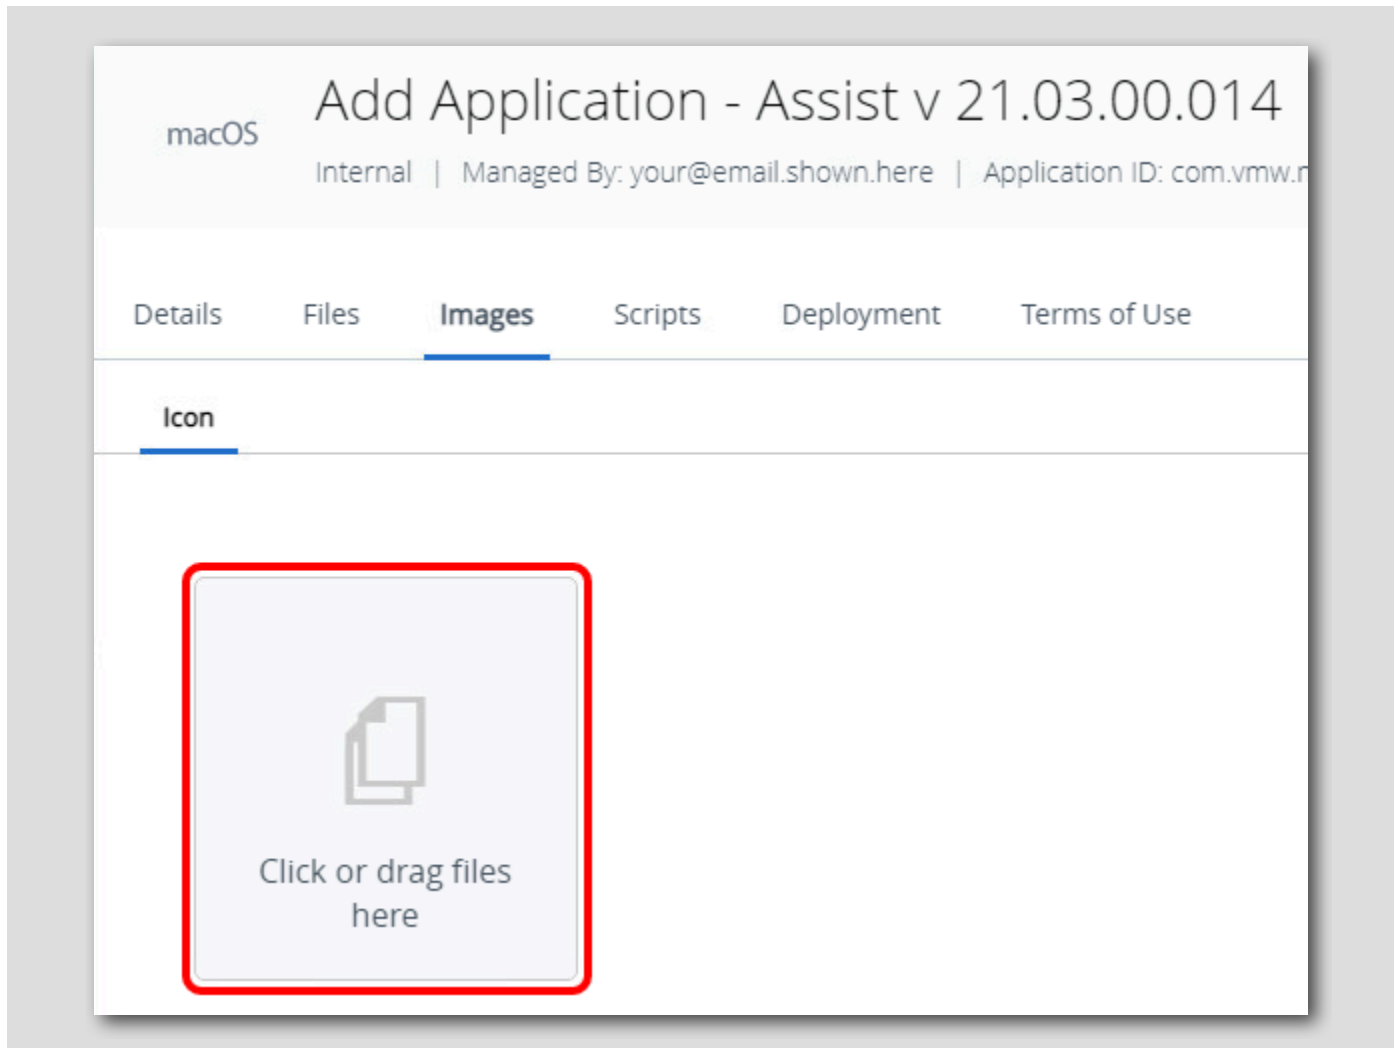 Add Application - Assist v 21.03.00.014
macOS
Internal | Managed By: your@email.shown.here | Application ID: com.vmw.
Details Files Images Scripts Deployment Terms of Use
Icon
Click or drag files
here